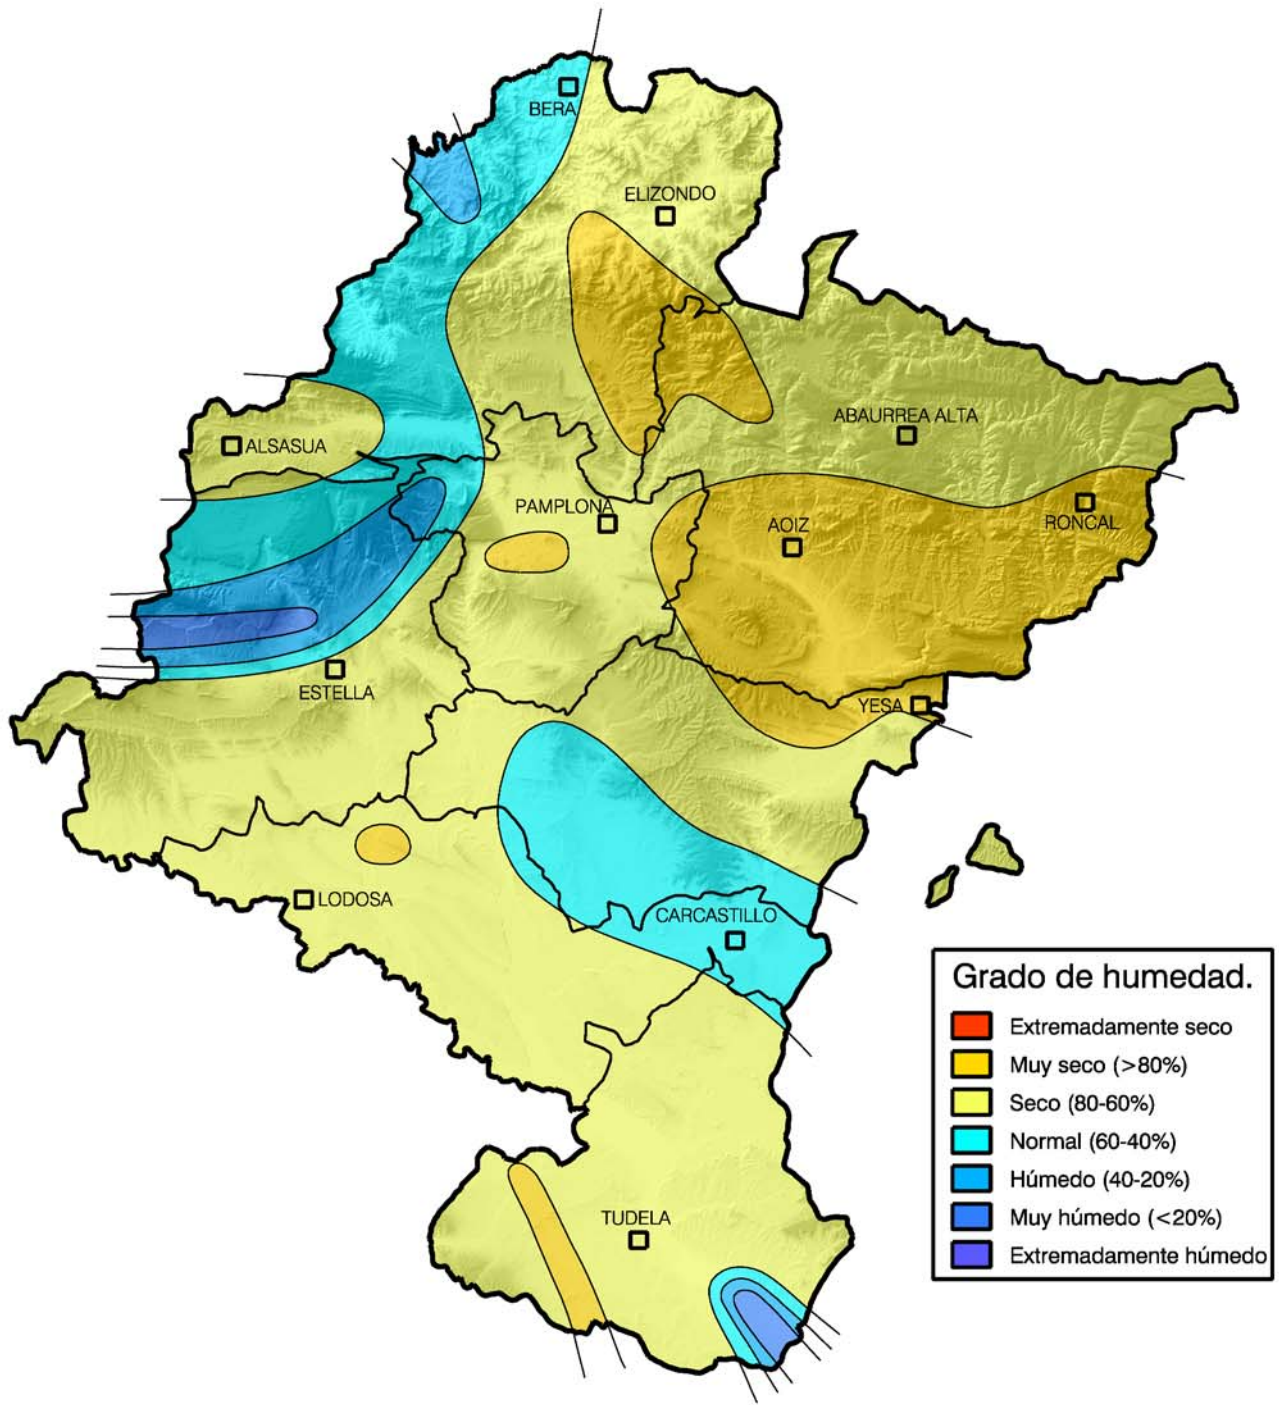 BERA
ELIZONDO
ABAURREA ALTA
ALSASUA
PAMPLONA
AOIZ
RONCAL
ESTELLA
YESA
LODOSA
CARCASTILLO
TUDELA
Grado de humedad.
Extremadamente seco
Muy seco (>80%)
Seco (80-60%)
Normal (60-40%)
Húmedo (40-20%)
Muy húmedo (<20%)
Extremadamente húmedo